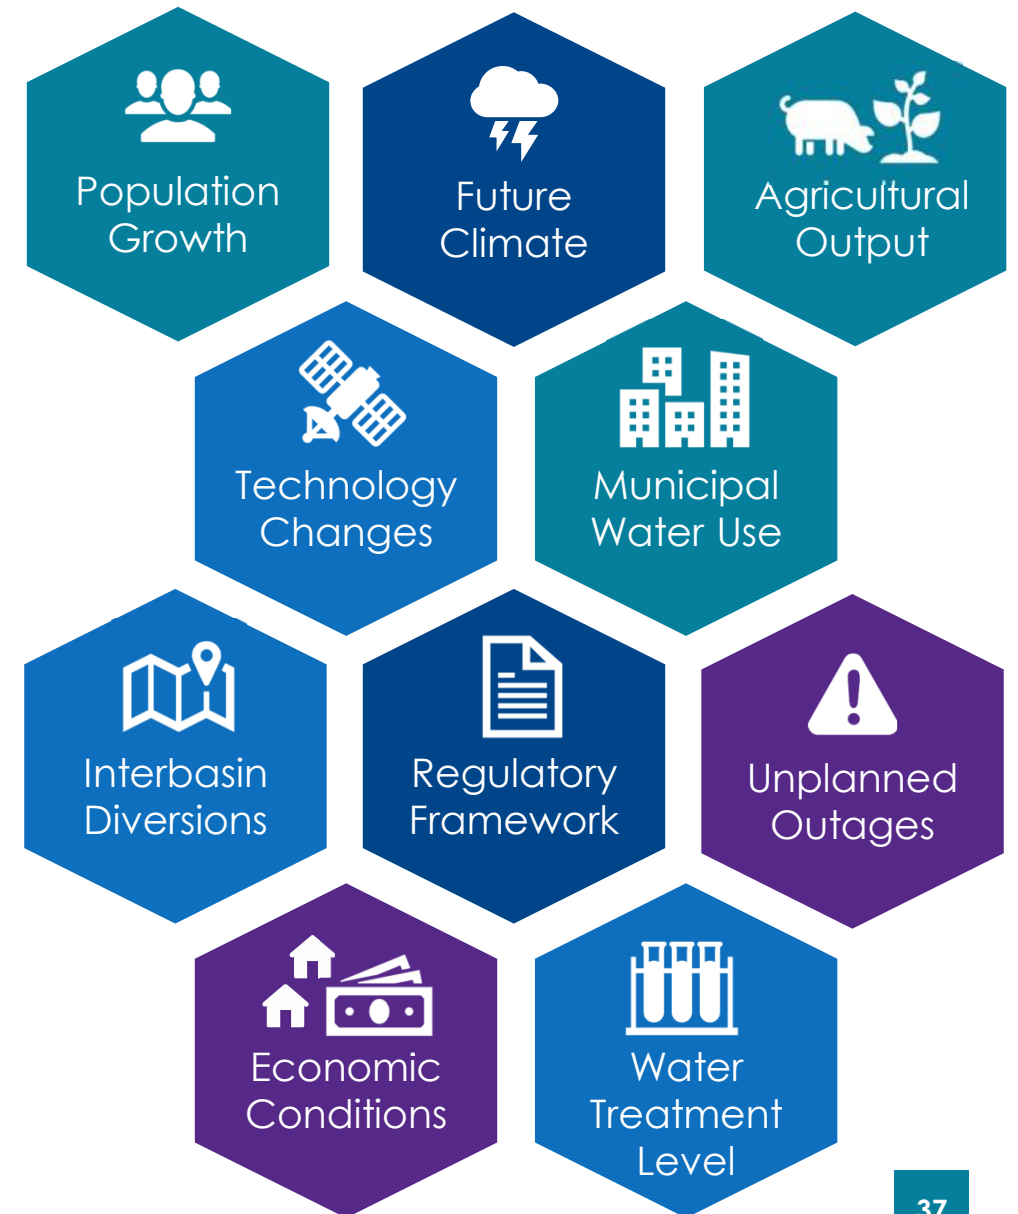 Population
Growth
Future
Climate
Agricultural
Output
Technology
Changes
Municipal
Water Use
Interbasin
Diversions
Regulatory
Framework
Unplanned
Outages
Economic
Conditions
Water
Treatment
Level
37